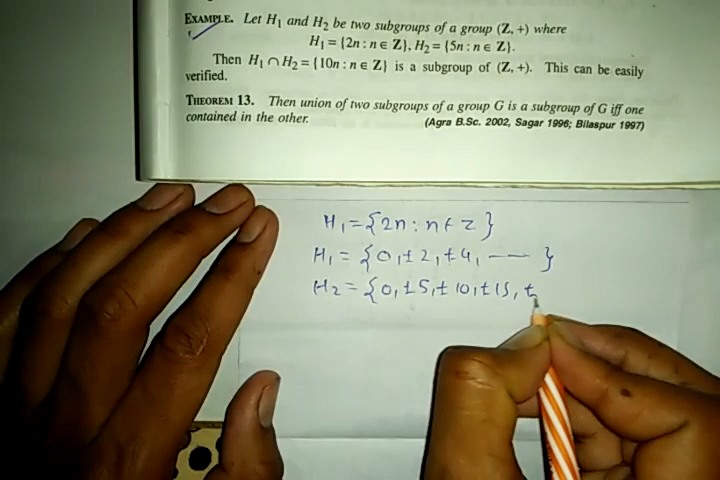 EXAMPLE. Let H₁ and H₂ be two subgroups of a group (Z, +) where
H₁ = {2n : n ∈ Z}, H₂ = {5n : n ∈ Z}.
Then H₁ ∩ H₂ = {10n : n ∈ Z} is a subgroup of (Z, +). This can be easily
verified.
THEOREM 13. Then union of two subgroups of a group G is a subgroup of G iff one
contained in the other. (Agra B.Sc. 2002, Sagar 1996; Bilaspur 1997)
H₁ = {2n : n ∈ Z}
H₁ = {0, ±2, ±4, —— }
H₂ = {0, ±5, ±10, ±15, ±